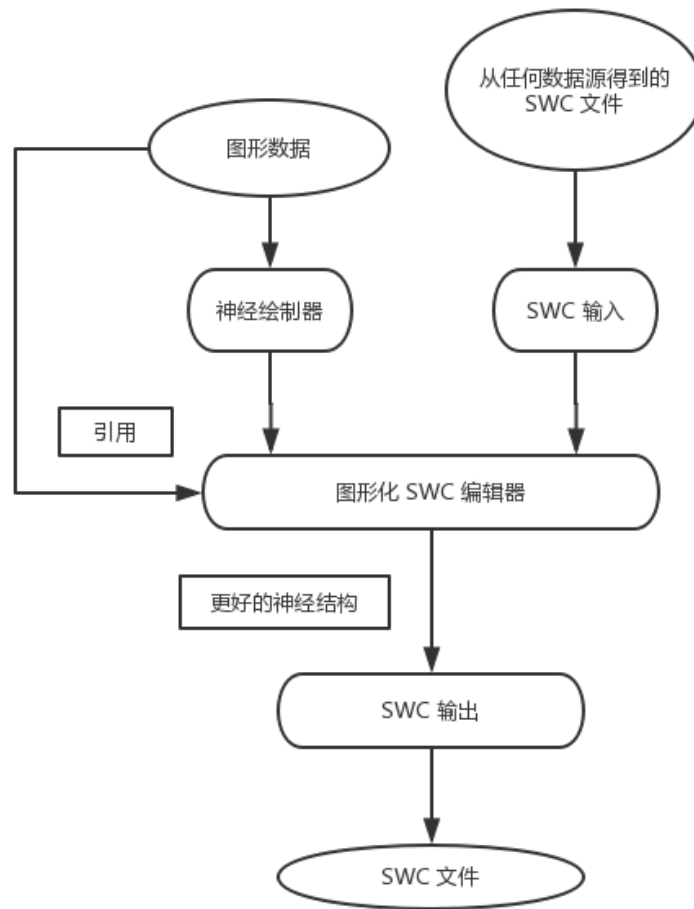 从任何数据源得到的
SWC 文件
图形数据
神经绘制器
SWC 输入
引用
图形化 SWC 编辑器
更好的神经结构
SWC 输出
SWC 文件